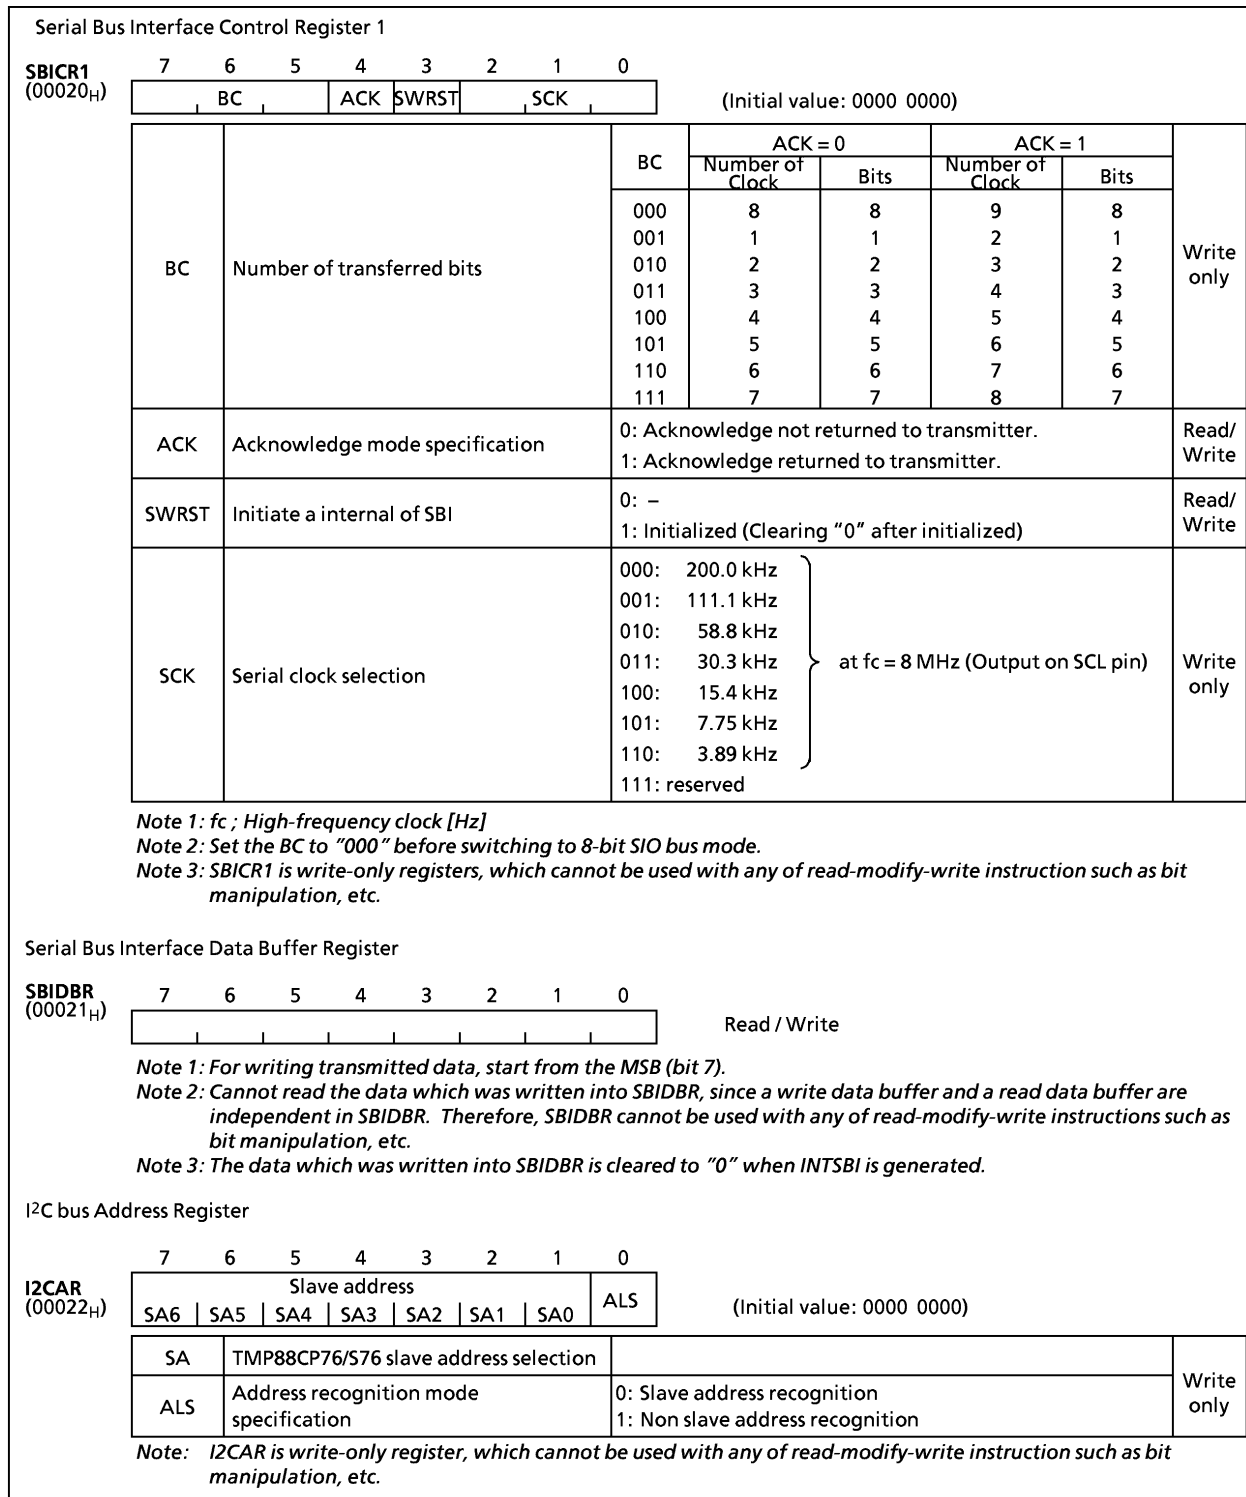 Serial Bus Interface Control Register 1
SBICR1
(00020H)
7 6 5 4 3 2 1 0
BC ACK SWRST SCK
(Initial value: 0000 0000)
BC
Number of transferred bits
BC
ACK = 0 ACK = 1
Number of Clock Bits Number of Clock Bits
000 8 8 9 8
001 1 1 2 1
010 2 2 3 2
011 3 3 4 3
100 4 4 5 4
101 5 5 6 5
110 6 6 7 6
111 7 7 8 7
Write only
ACK Acknowledge mode specification
0: Acknowledge not returned to transmitter.
1: Acknowledge returned to transmitter.
Read/ Write
SWRST Initiate a internal of SBI
0: –
1: Initialized (Clearing "0" after initialized)
Read/ Write
SCK Serial clock selection
000: 200.0 kHz
001: 111.1 kHz
010: 58.8 kHz
011: 30.3 kHz
100: 15.4 kHz
101: 7.75 kHz
110: 3.89 kHz
111: reserved
at fc = 8 MHz (Output on SCL pin)
Write only
Note 1: fc ; High-frequency clock [Hz]
Note 2: Set the BC to "000" before switching to 8-bit SIO bus mode.
Note 3: SBICR1 is write-only registers, which cannot be used with any of read-modify-write instruction such as bit
manipulation, etc.
Serial Bus Interface Data Buffer Register
SBIDBR
(00021H)
7 6 5 4 3 2 1 0
Read / Write
Note 1: For writing transmitted data, start from the MSB (bit 7).
Note 2: Cannot read the data which was written into SBIDBR, since a write data buffer and a read data buffer are
independent in SBIDBR. Therefore, SBIDBR cannot be used with any of read-modify-write instructions such as
bit manipulation, etc.
Note 3: The data which was written into SBIDBR is cleared to "0" when INTSBI is generated.
I2C bus Address Register
I2CAR
(00022H)
7 6 5 4 3 2 1 0
Slave address
SA6 SA5 SA4 SA3 SA2 SA1 SA0 ALS
(Initial value: 0000 0000)
SA TMP88CP76/S76 slave address selection
ALS
Address recognition mode
specification
0: Slave address recognition
1: Non slave address recognition
Write only
Note: I2CAR is write-only register, which cannot be used with any of read-modify-write instruction such as bit
manipulation, etc.